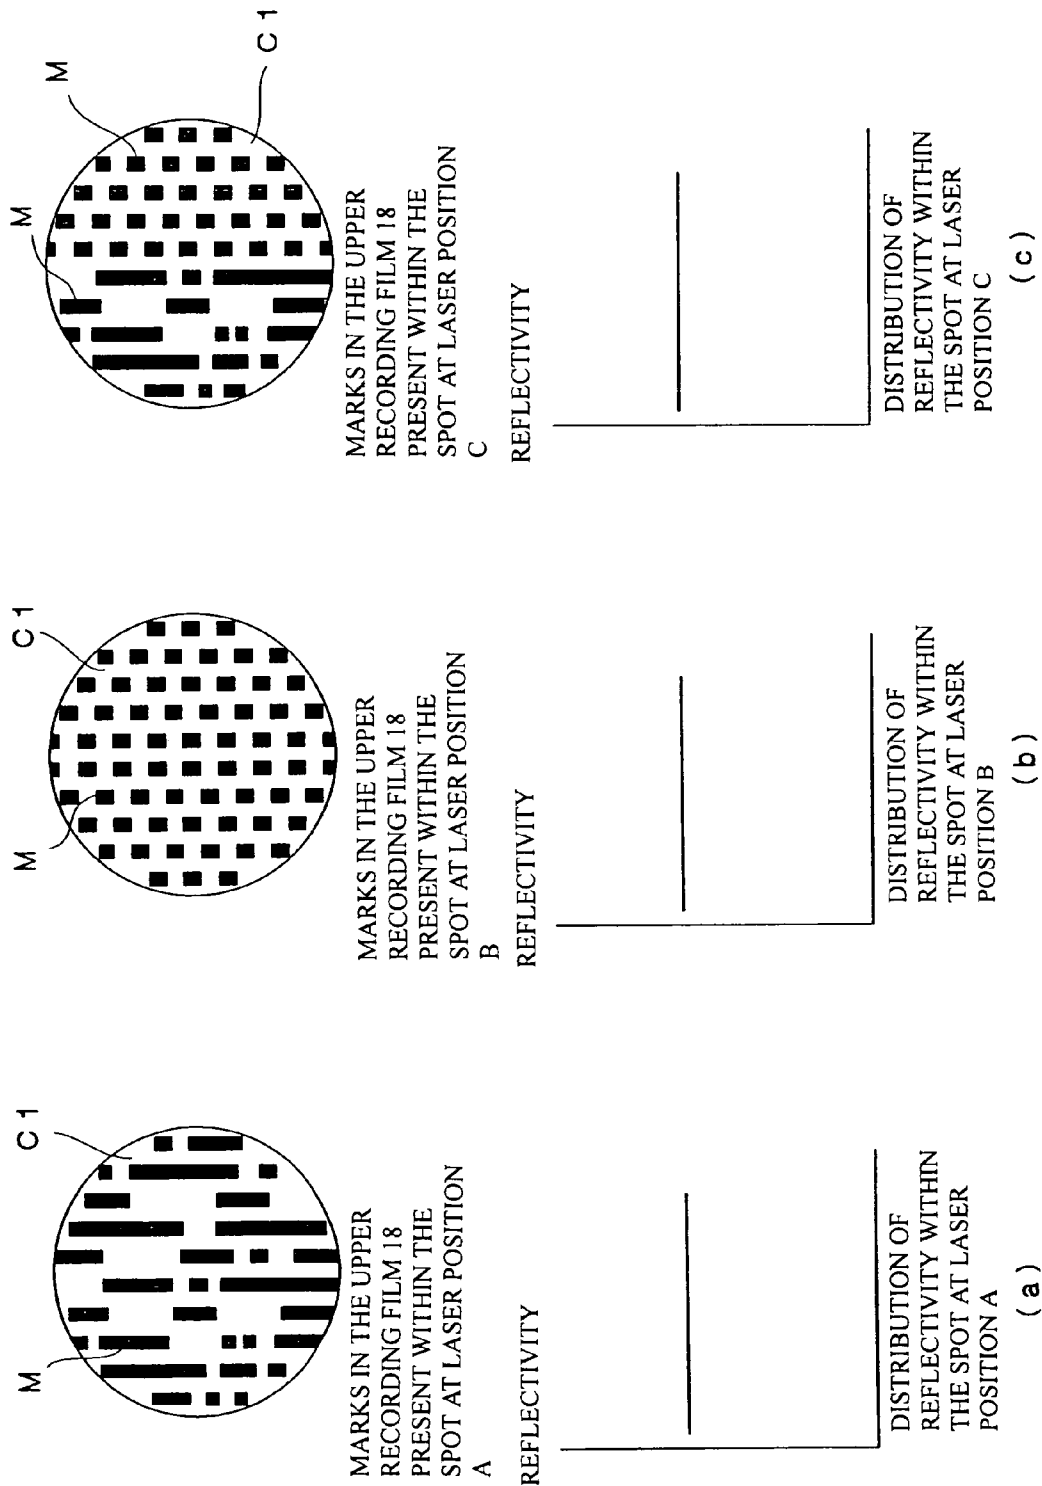 C 1
M
MARKS IN THE UPPER
RECORDING FILM 18
PRESENT WITHIN THE
SPOT AT LASER POSITION
A
REFLECTIVITY
DISTRIBUTION OF
REFLECTIVITY WITHIN
THE SPOT AT LASER
POSITION A
(a)
C 1
M
MARKS IN THE UPPER
RECORDING FILM 18
PRESENT WITHIN THE
SPOT AT LASER POSITION
B
REFLECTIVITY
DISTRIBUTION OF
REFLECTIVITY WITHIN
THE SPOT AT LASER
POSITION B
(b)
M
M
C 1
MARKS IN THE UPPER
RECORDING FILM 18
PRESENT WITHIN THE
SPOT AT LASER POSITION
C
REFLECTIVITY
DISTRIBUTION OF
REFLECTIVITY WITHIN
THE SPOT AT LASER
POSITION C
(c)